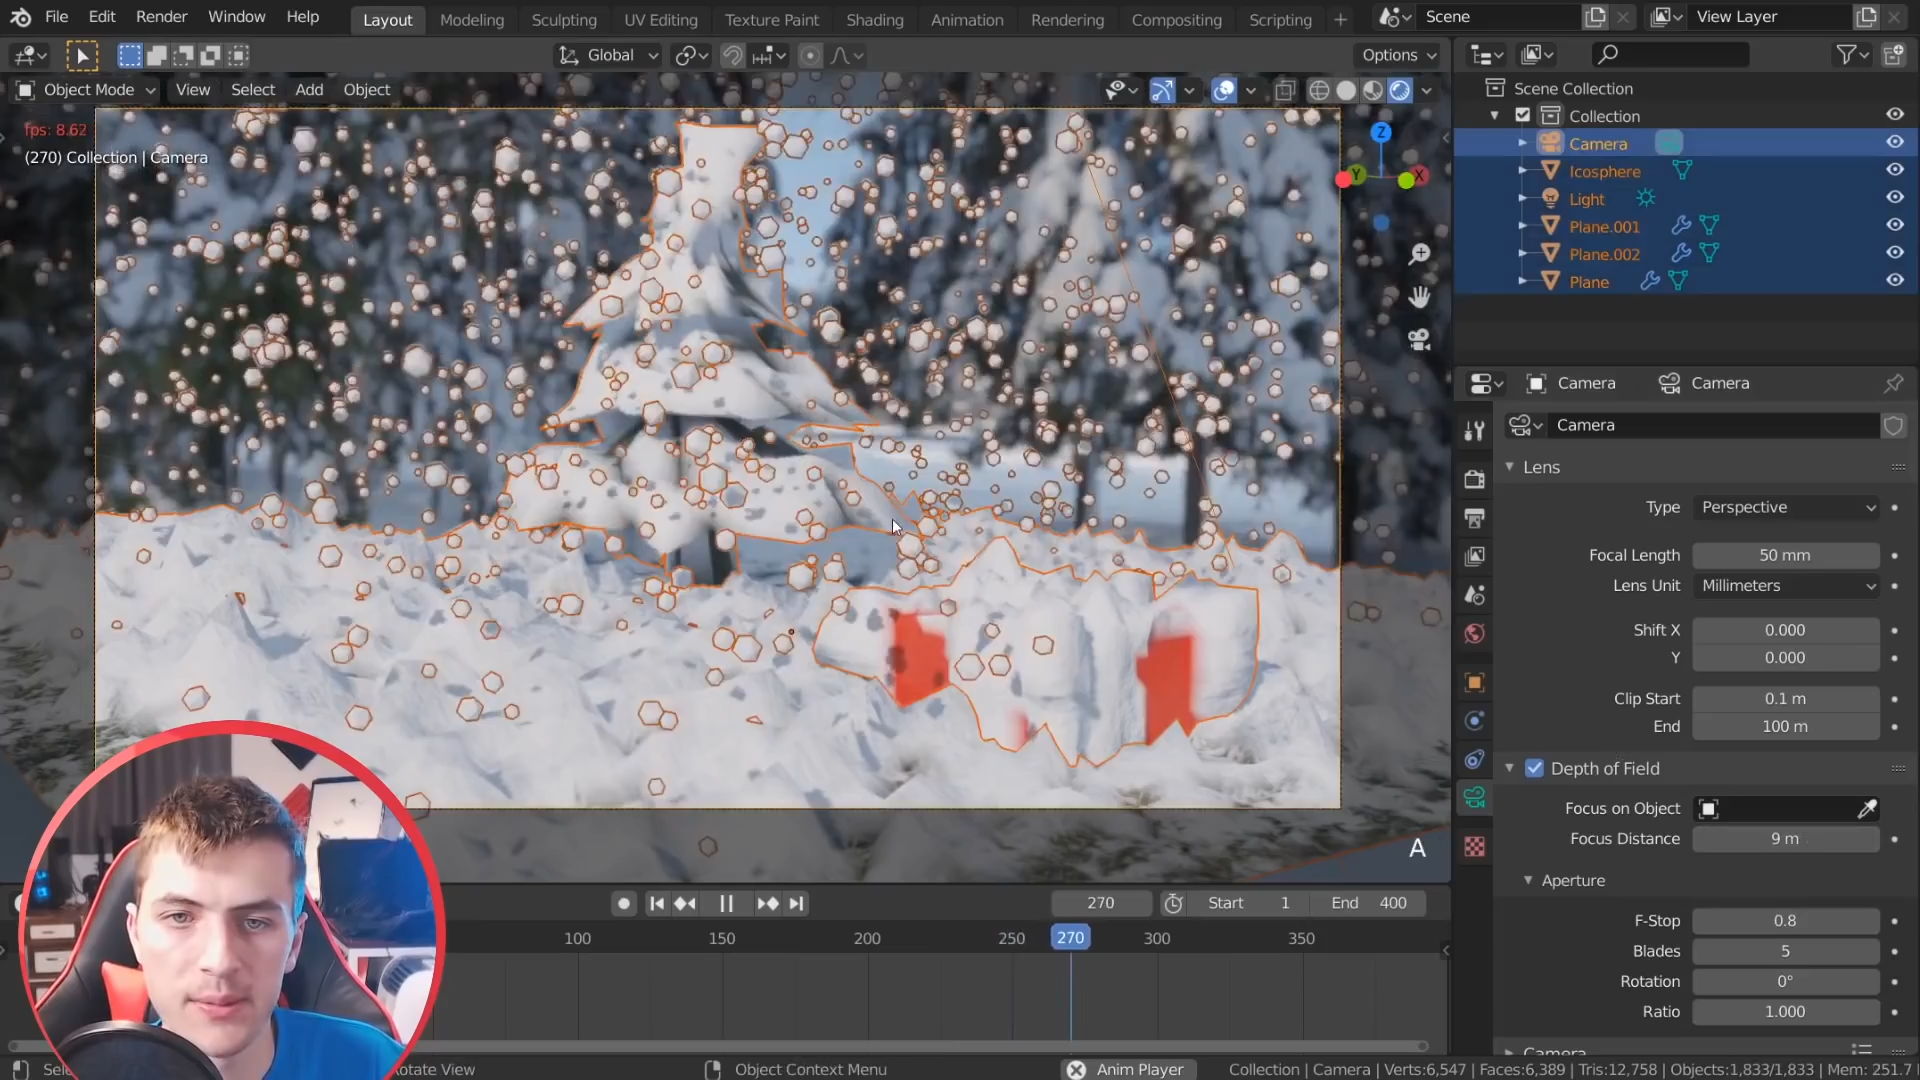 File Edit Render Window Help Layout Modeling Sculpting UV Editing Texture Paint Shading Animation Rendering Compositing Scripting + Scene View Layer
Global Options
Object Mode View Select Add Object
fps: 8.62
(270) Collection | Camera
Z
Y
X
Scene Collection
Collection
Camera
Icosphere
Light
Plane.001
Plane.002
Plane
Camera Camera
Camera
Lens
Type Perspective
Focal Length 50 mm
Lens Unit Millimeters
Shift X 0.000
Y 0.000
Clip Start 0.1 m
End 100 m
Depth of Field
Focus on Object
Focus Distance 9 m
Aperture
F-Stop 0.8
Blades 5
Rotation 0°
Ratio 1.000
Camera
A
270 Start 1 End 400
100 150 200 250 270 300 350
Rotate View Object Context Menu Anim Player Collection | Camera | Verts:6,547 | Faces:6,389 | Tris:12,758 | Objects:1,833/1,833 | Mem: 251.7